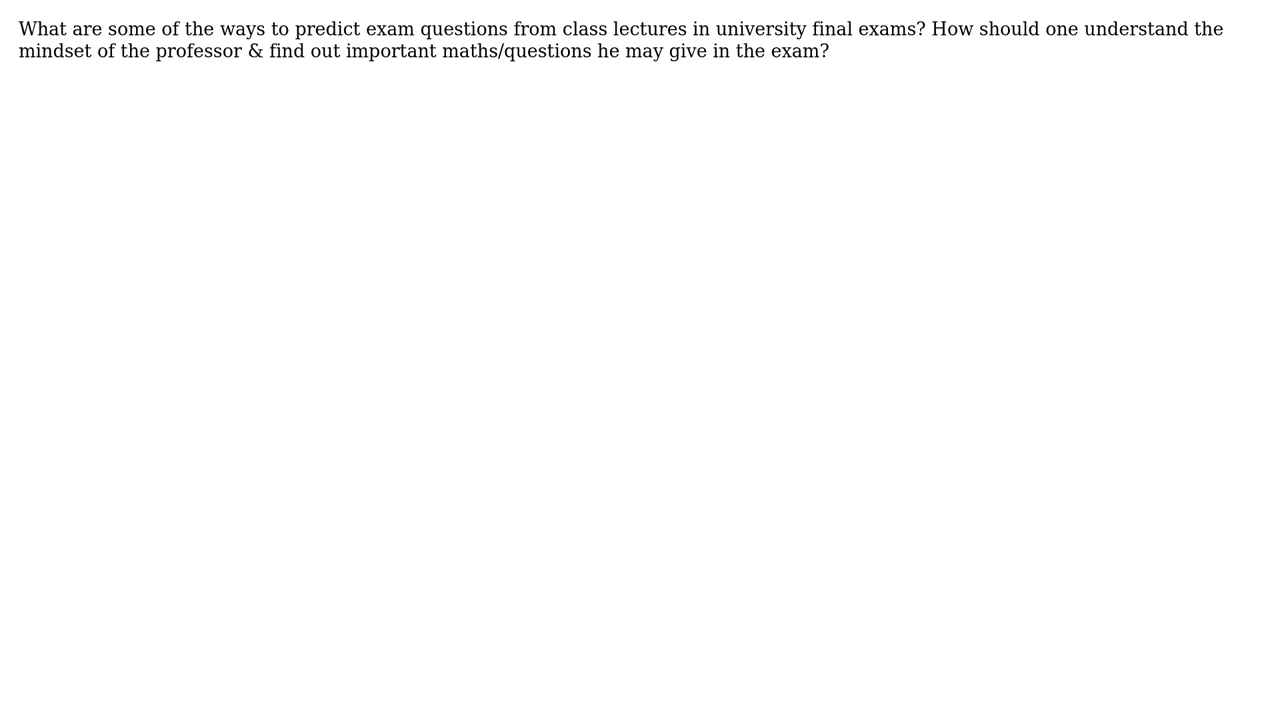 What are some of the ways to predict exam questions from class lectures in university final exams? How should one understand the
mindset of the professor & find out important maths/questions he may give in the exam?